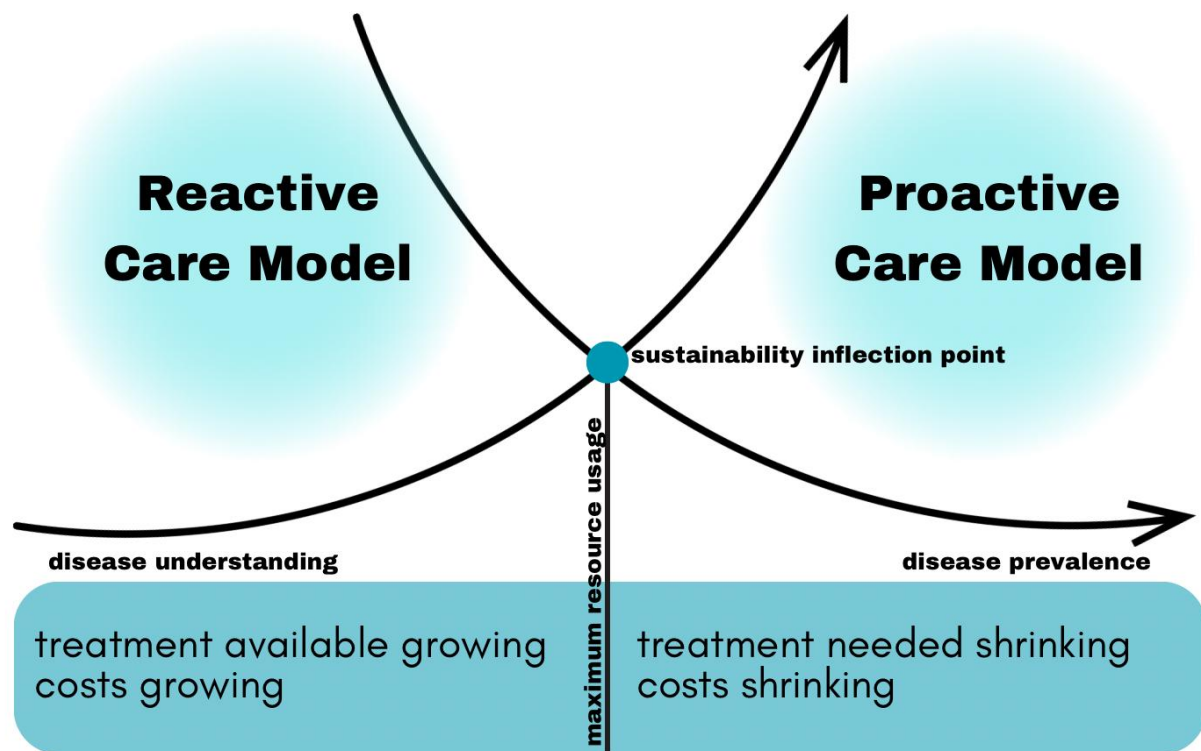 Reactive
Care Model
Proactive
Care Model
sustainability inflection point
maximum resource usage
disease understanding
disease prevalence
treatment available growing
costs growing
treatment needed shrinking
costs shrinking